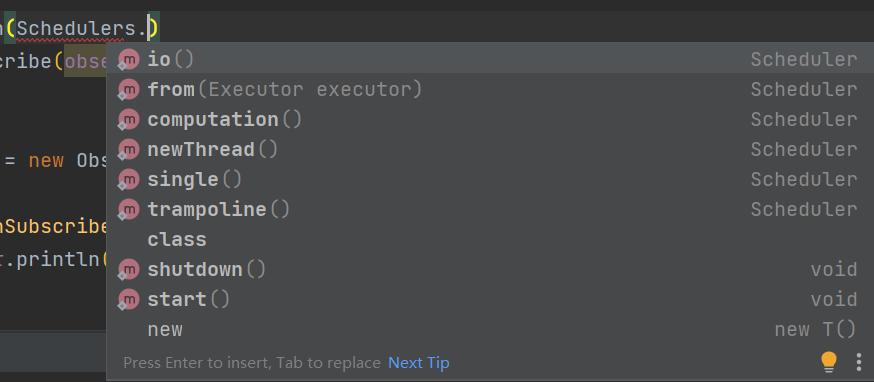 (Schedulers.)
cribe(obse
io() Scheduler
from(Executor executor) Scheduler
computation() Scheduler
= new Obs
newThread() Scheduler
single() Scheduler
trampoline() Scheduler
nSubscribe
class
.println(
shutdown() void
start() void
new new T()
Press Enter to insert, Tab to replace Next Tip